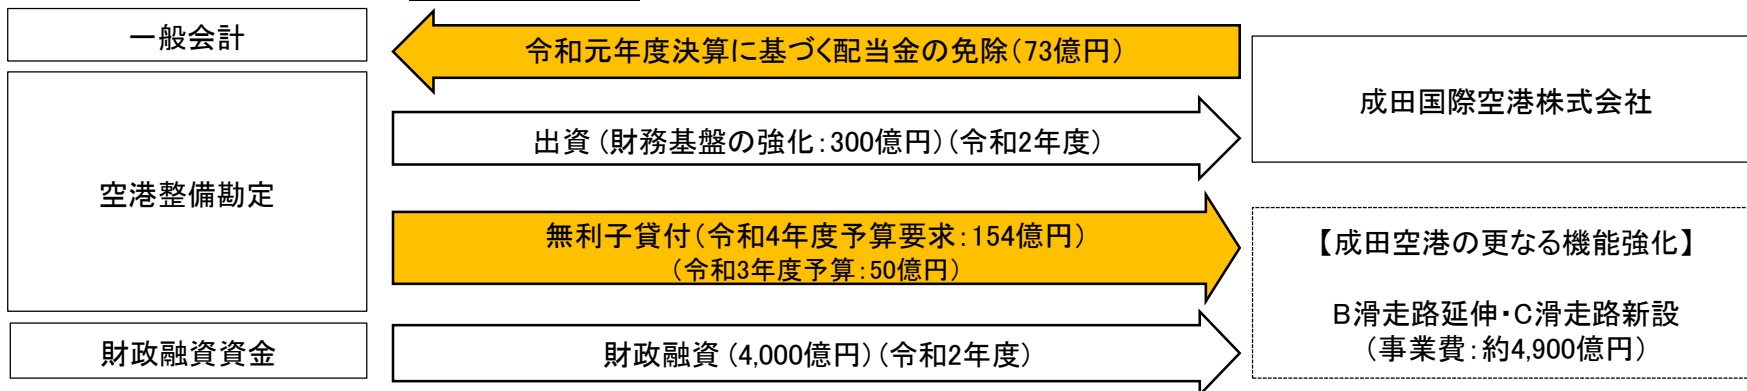 一般会計
令和元年度決算に基づく配当金の免除(73億円)
成田国際空港株式会社
出資(財務基盤の強化:300億円)(令和2年度)
空港整備勘定
無利子貸付(令和4年度予算要求:154億円)
(令和3年度予算:50億円)
【成田空港の更なる機能強化】
B滑走路延伸・C滑走路新設
(事業費:約4,900億円)
財政融資資金
財政融資(4,000億円)(令和2年度)